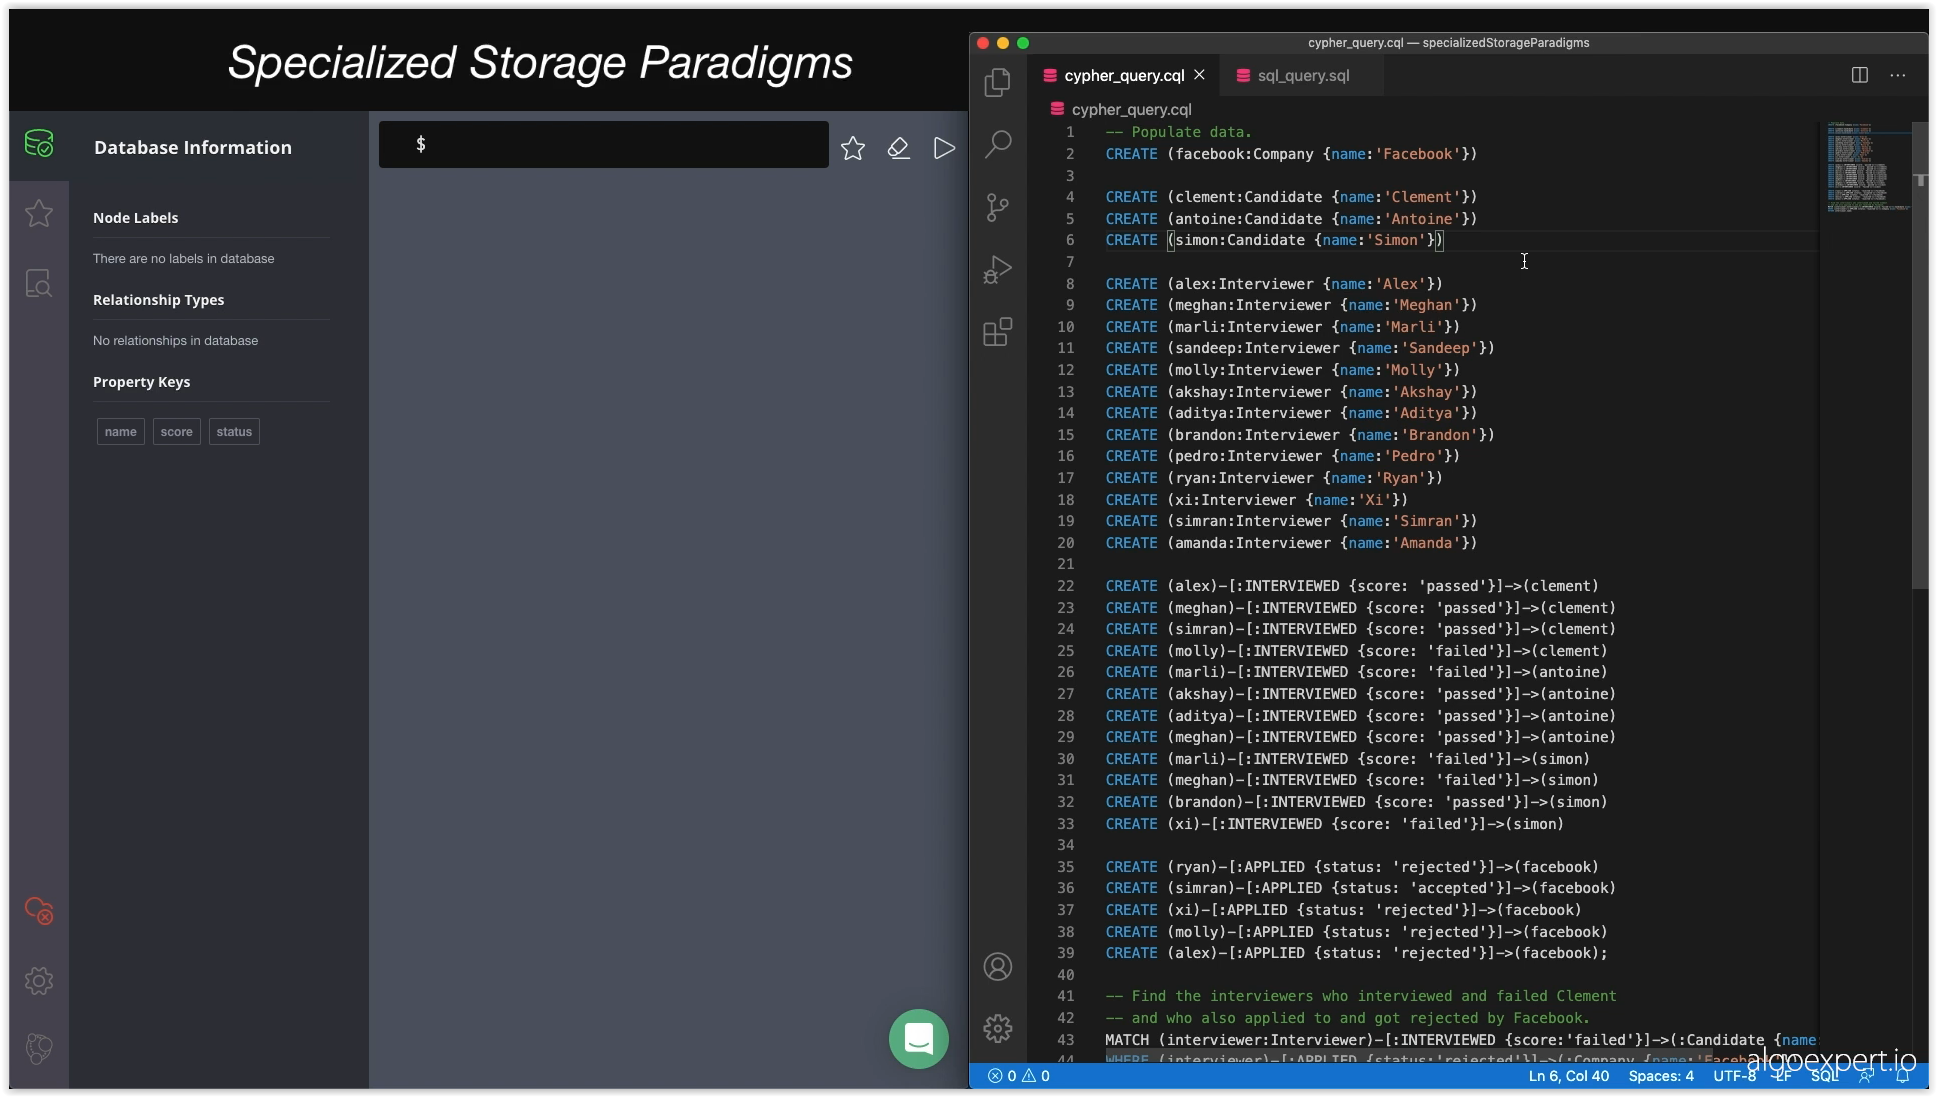 Specialized Storage Paradigms
Database Information
$
Node Labels
There are no labels in database
Relationship Types
No relationships in database
Property Keys
name score status
cypher_query.cql — specializedStorageParadigms
cypher_query.cql sql_query.sql
cypher_query.cql
1 -- Populate data.
2 CREATE (facebook:Company {name:'Facebook'})
3
4 CREATE (clement:Candidate {name:'Clement'})
5 CREATE (antoine:Candidate {name:'Antoine'})
6 CREATE (simon:Candidate {name:'Simon'})
7
8 CREATE (alex:Interviewer {name:'Alex'})
9 CREATE (meghan:Interviewer {name:'Meghan'})
10 CREATE (marli:Interviewer {name:'Marli'})
11 CREATE (sandeep:Interviewer {name:'Sandeep'})
12 CREATE (molly:Interviewer {name:'Molly'})
13 CREATE (akshay:Interviewer {name:'Akshay'})
14 CREATE (aditya:Interviewer {name:'Aditya'})
15 CREATE (brandon:Interviewer {name:'Brandon'})
16 CREATE (pedro:Interviewer {name:'Pedro'})
17 CREATE (ryan:Interviewer {name:'Ryan'})
18 CREATE (xi:Interviewer {name:'Xi'})
19 CREATE (simran:Interviewer {name:'Simran'})
20 CREATE (amanda:Interviewer {name:'Amanda'})
21
22 CREATE (alex)-[:INTERVIEWED {score: 'passed'}]->(clement)
23 CREATE (meghan)-[:INTERVIEWED {score: 'passed'}]->(clement)
24 CREATE (simran)-[:INTERVIEWED {score: 'passed'}]->(clement)
25 CREATE (molly)-[:INTERVIEWED {score: 'failed'}]->(clement)
26 CREATE (marli)-[:INTERVIEWED {score: 'failed'}]->(antoine)
27 CREATE (akshay)-[:INTERVIEWED {score: 'passed'}]->(antoine)
28 CREATE (aditya)-[:INTERVIEWED {score: 'passed'}]->(antoine)
29 CREATE (meghan)-[:INTERVIEWED {score: 'passed'}]->(antoine)
30 CREATE (marli)-[:INTERVIEWED {score: 'failed'}]->(simon)
31 CREATE (meghan)-[:INTERVIEWED {score: 'failed'}]->(simon)
32 CREATE (brandon)-[:INTERVIEWED {score: 'passed'}]->(simon)
33 CREATE (xi)-[:INTERVIEWED {score: 'failed'}]->(simon)
34
35 CREATE (ryan)-[:APPLIED {status: 'rejected'}]->(facebook)
36 CREATE (simran)-[:APPLIED {status: 'accepted'}]->(facebook)
37 CREATE (xi)-[:APPLIED {status: 'rejected'}]->(facebook)
38 CREATE (molly)-[:APPLIED {status: 'rejected'}]->(facebook)
39 CREATE (alex)-[:APPLIED {status: 'rejected'}]->(facebook);
40
41 -- Find the interviewers who interviewed and failed Clement
42 -- and who also applied to and got rejected by Facebook.
43 MATCH (interviewer:Interviewer)-[:INTERVIEWED {score:'failed'}]->(:Candidate {name:
44 WHERE (interviewer)-[:APPLIED {status:'rejected'}]->(:Company {name:'Facebook
algoexpert.io
0 0 Ln 6, Col 40 Spaces: 4 UTF-8 LF SQL